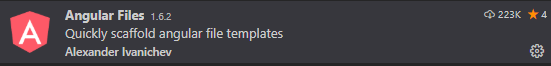 Angular Files 1.6.2 223K 4
Quickly scaffold angular file templates
Alexander Ivanichev